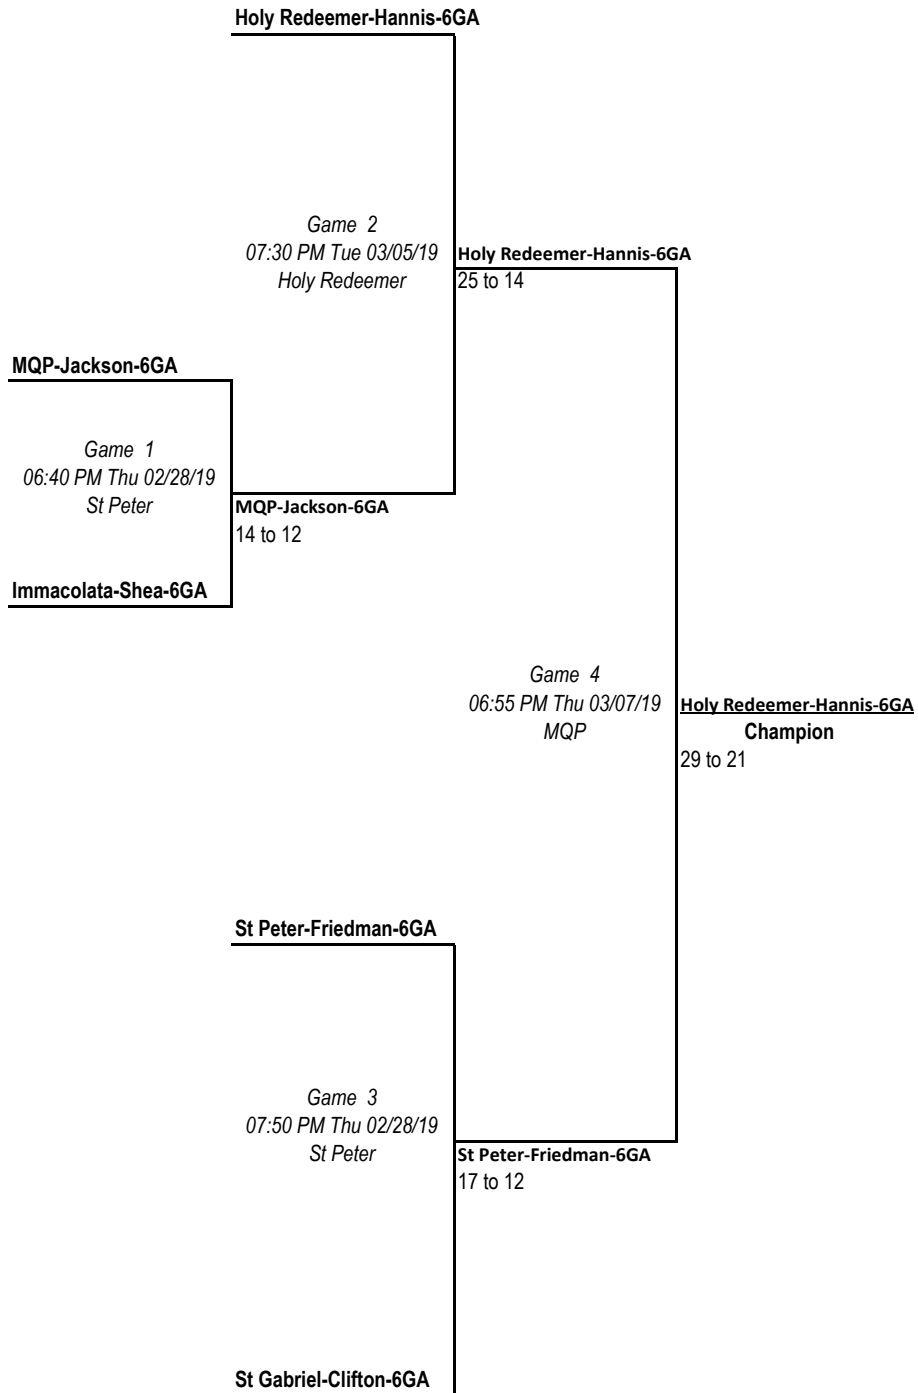 Holy Redeemer-Hannis-6GA
Game 2
07:30 PM Tue 03/05/19
Holy Redeemer
Holy Redeemer-Hannis-6GA
25 to 14
MQP-Jackson-6GA
Game 1
06:40 PM Thu 02/28/19
St Peter
MQP-Jackson-6GA
14 to 12
Immacolata-Shea-6GA
Game 4
06:55 PM Thu 03/07/19
MQP
Holy Redeemer-Hannis-6GA
Champion
29 to 21
St Peter-Friedman-6GA
Game 3
07:50 PM Thu 02/28/19
St Peter
St Peter-Friedman-6GA
17 to 12
St Gabriel-Clifton-6GA